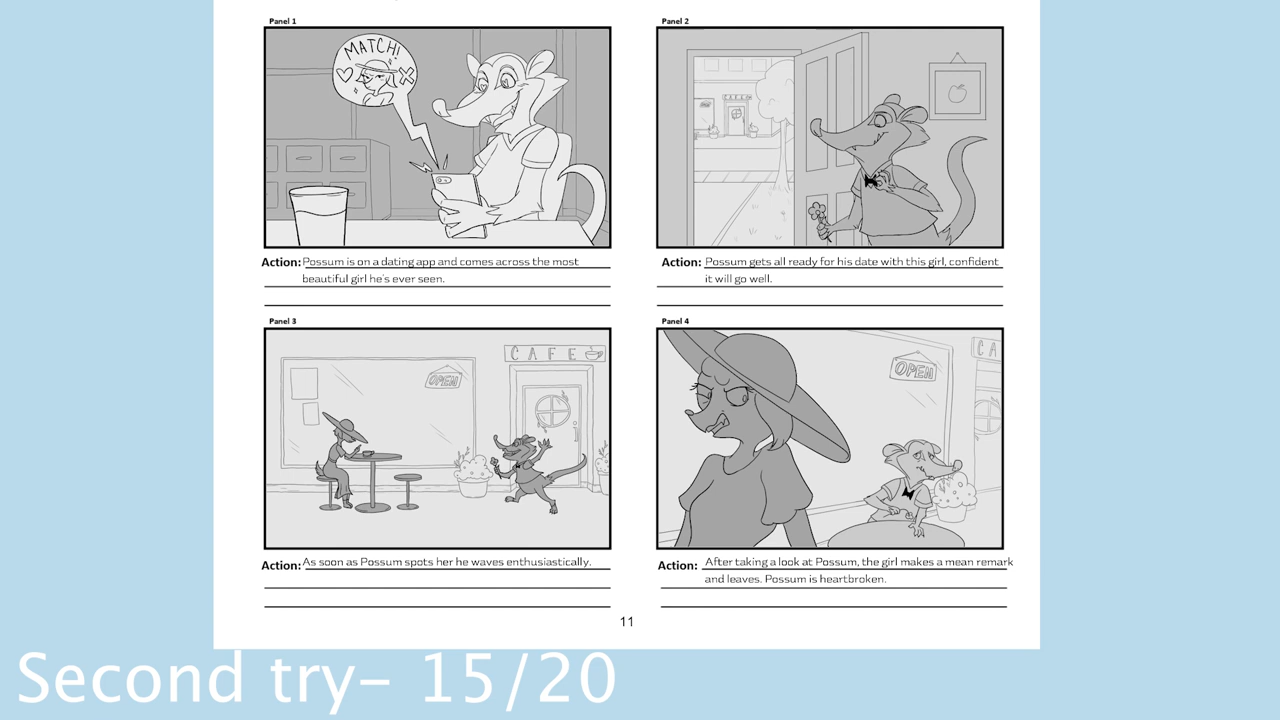 Panel 1
MATCH!
Action: Possum is on a dating app and comes across the most
beautiful girl he's ever seen.
Panel 2
Action: Possum gets all ready for his date with this girl, confident
it will go well.
Panel 3
CAFE
OPEN
Action: As soon as Possum spots her he waves enthusiastically.
Panel 4
OPEN
CA
Action: After taking a look at Possum, the girl makes a mean remark
and leaves. Possum is heartbroken.
11
Second try- 15/20